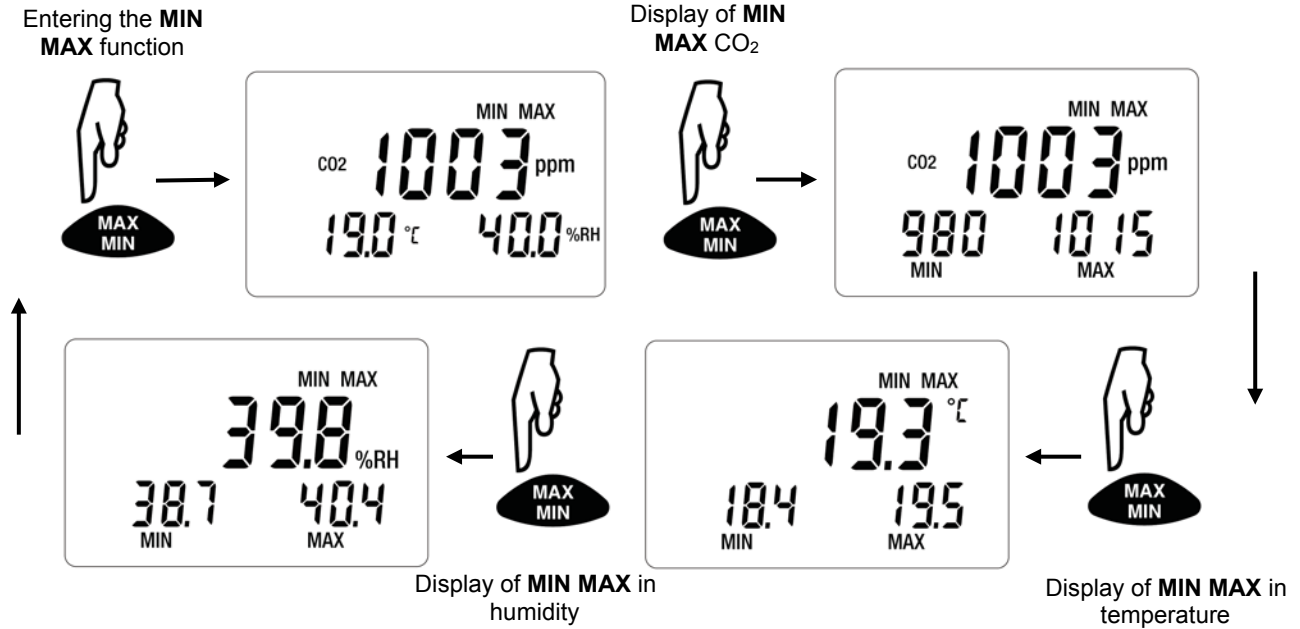 Entering the MIN
MAX function
Display of MIN
MAX CO₂
MAX
MIN
MIN MAX
CO2 1003 ppm
19.0 °C 40.0 %RH
MAX
MIN
MIN MAX
CO2 1003 ppm
980 1015
MIN MAX
MIN MAX
39.8 %RH
38.7 40.4
MIN MAX
MAX
MIN
MIN MAX
19.3 °C
18.4 19.5
MIN MAX
MAX
MIN
Display of MIN MAX in
humidity
Display of MIN MAX in
temperature